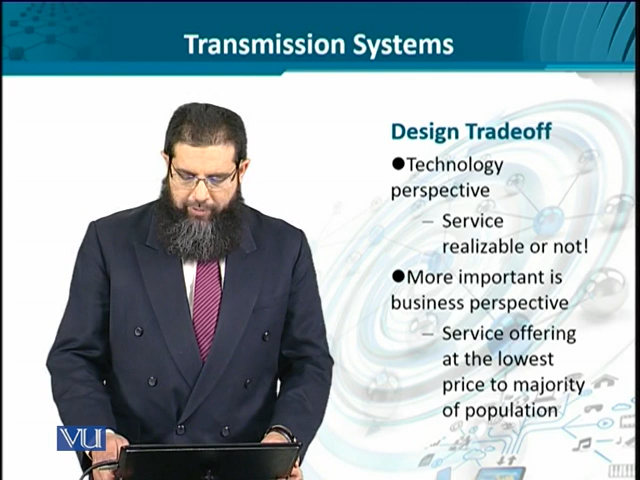 Transmission Systems
Design Tradeoff
●Technology
perspective
– Service
realizable or not!
●More important is
business perspective
– Service offering
at the lowest
price to majority
of population
VU